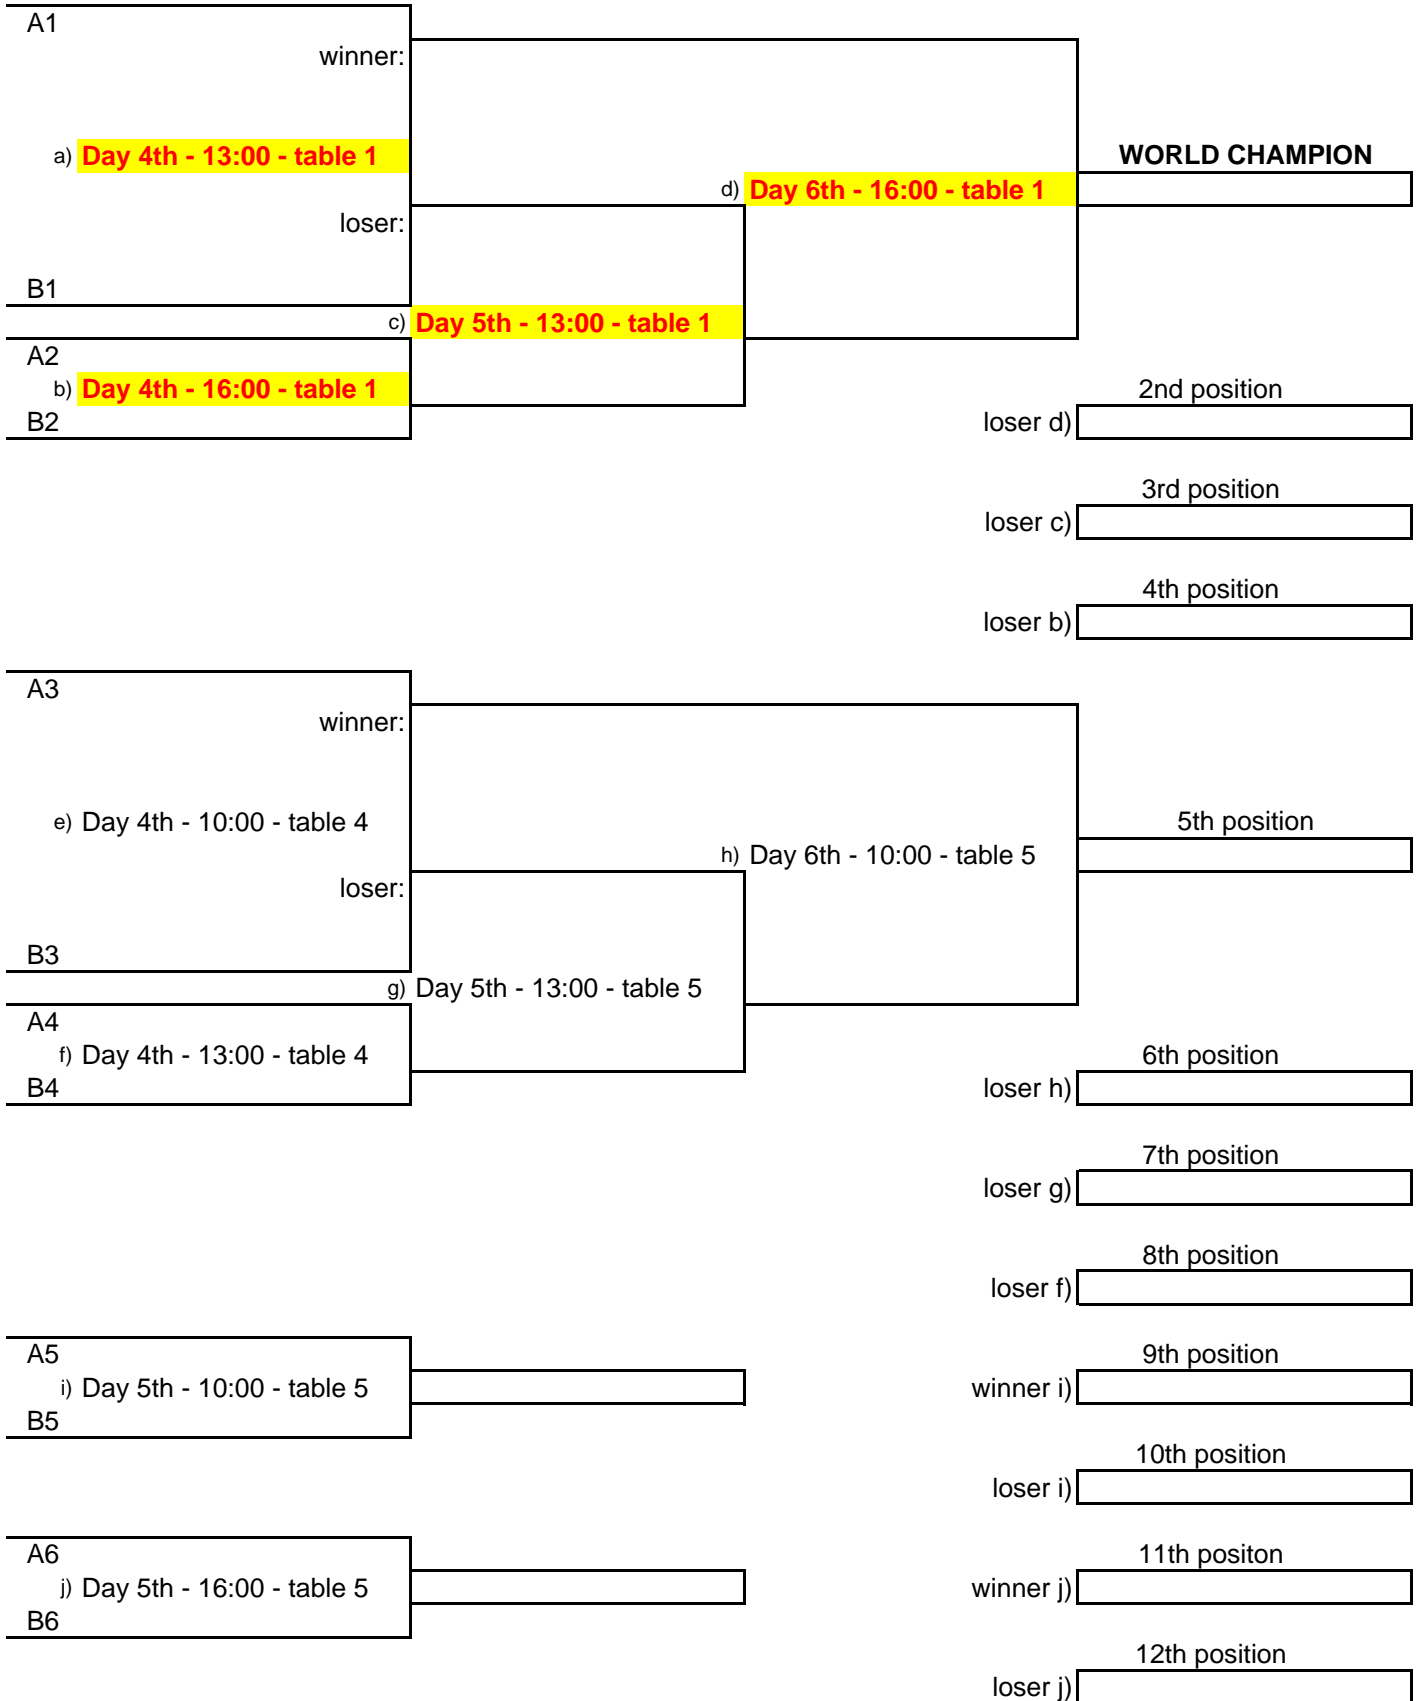 A1
winner:
a) Day 4th - 13:00 - table 1
WORLD CHAMPION
d) Day 6th - 16:00 - table 1
loser:
B1
c) Day 5th - 13:00 - table 1
A2
b) Day 4th - 16:00 - table 1
2nd position
B2
loser d)
3rd position
loser c)
4th position
loser b)
A3
winner:
e) Day 4th - 10:00 - table 4
5th position
h) Day 6th - 10:00 - table 5
loser:
B3
g) Day 5th - 13:00 - table 5
A4
f) Day 4th - 13:00 - table 4
6th position
B4
loser h)
7th position
loser g)
8th position
loser f)
A5
9th position
i) Day 5th - 10:00 - table 5
winner i)
B5
10th position
loser i)
A6
11th positon
j) Day 5th - 16:00 - table 5
winner j)
B6
12th position
loser j)